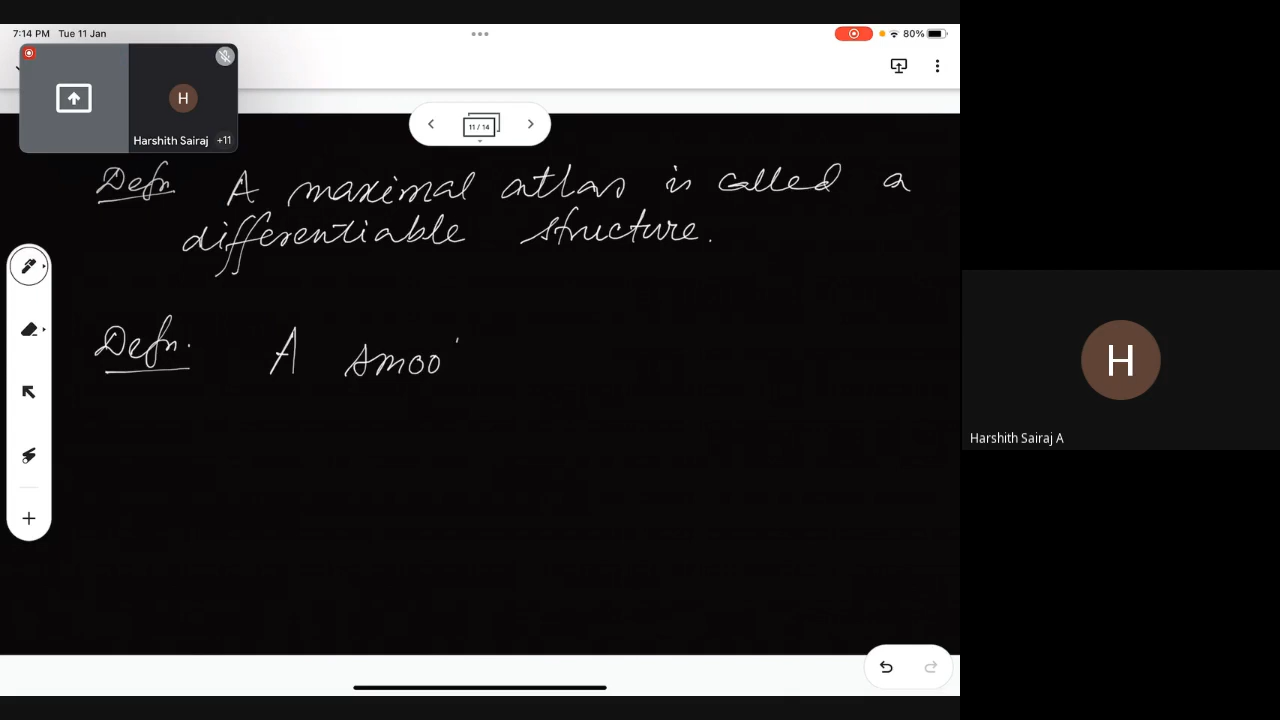 7:14 PM Tue 11 Jan
80%
H
Harshith Sairaj +11
11 / 14
Defn A maximal atlas is called a
differentiable structure.
Defn. A smoo
H
Harshith Sairaj A